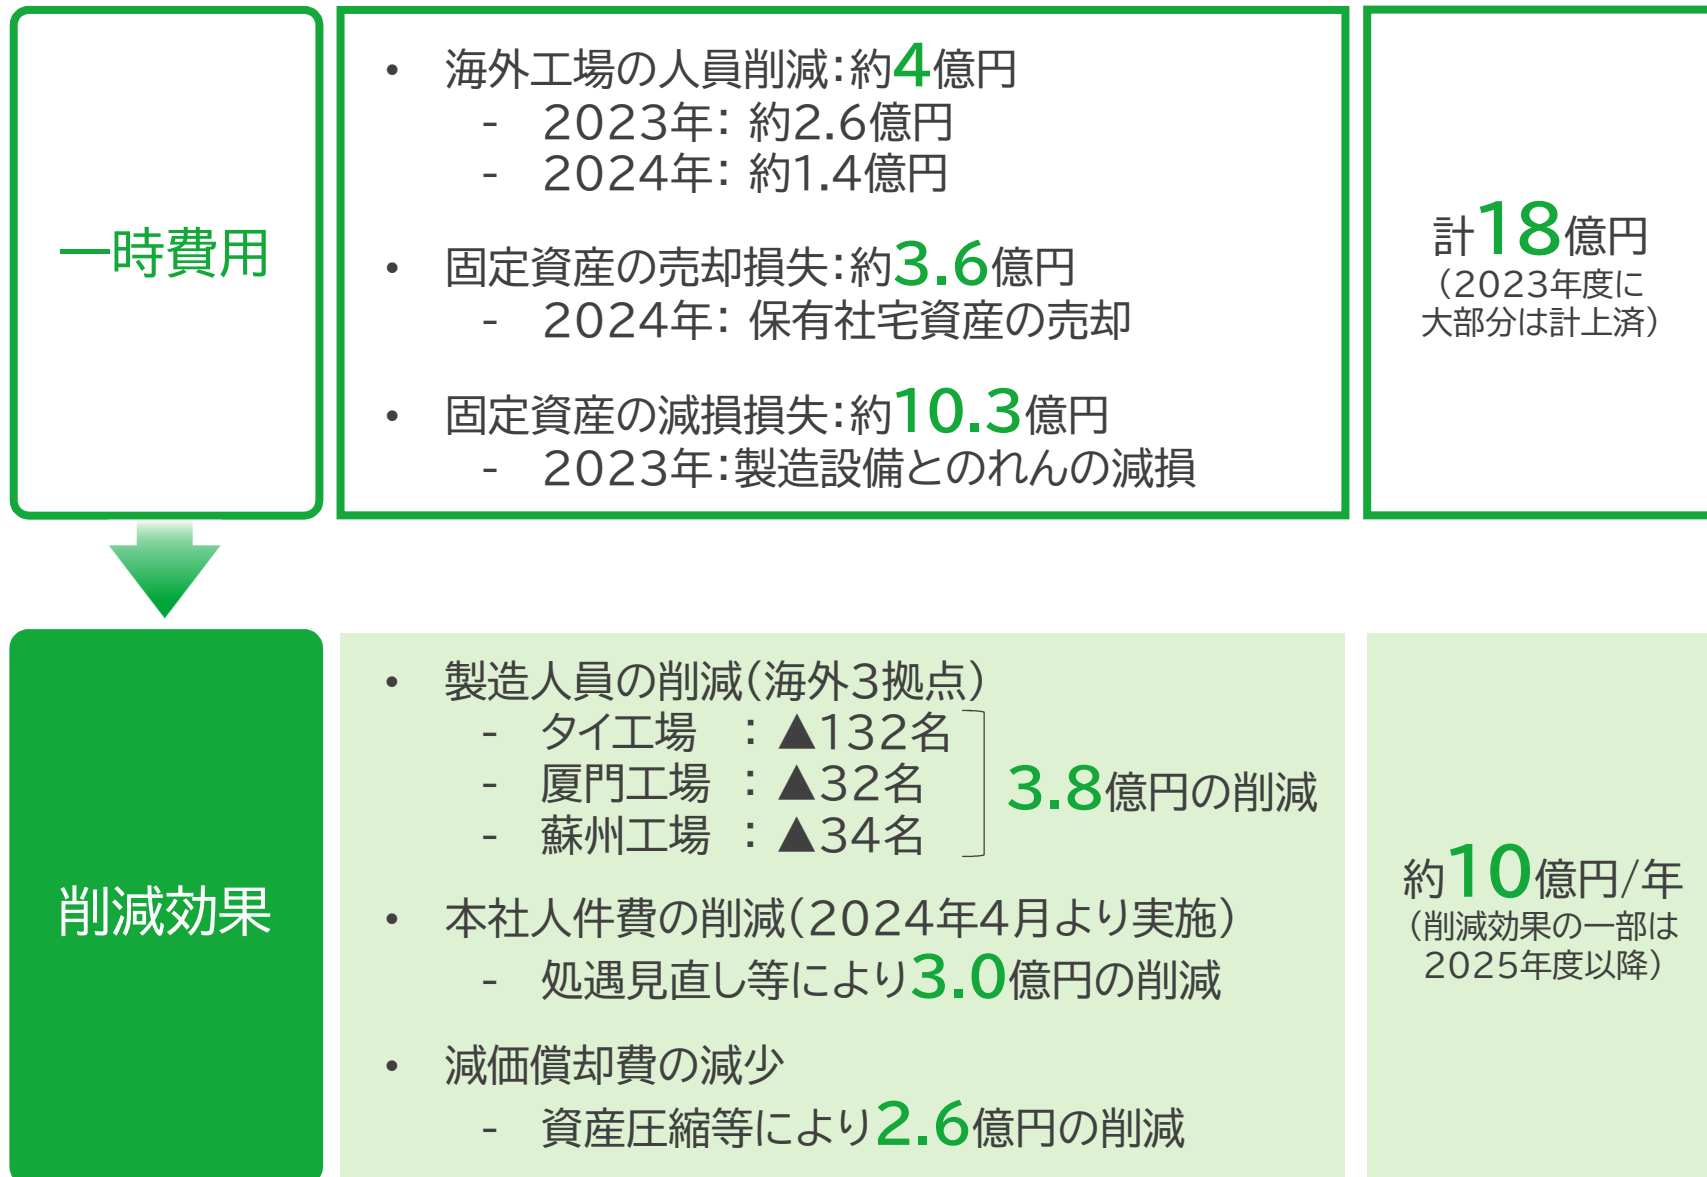 一時費用
• 海外工場の人員削減：約4億円
- 2023年： 約2.6億円
- 2024年： 約1.4億円
• 固定資産の売却損失：約3.6億円
- 2024年： 保有社宅資産の売却
• 固定資産の減損損失：約10.3億円
- 2023年：製造設備とのれんの減損
計18億円
（2023年度に
大部分は計上済）
削減効果
• 製造人員の削減（海外3拠点）
- タイ工場 ： ▲132名
- 厦門工場 ： ▲32名
- 蘇州工場 ： ▲34名
3.8億円の削減
• 本社人件費の削減（2024年4月より実施）
- 処遇見直し等により3.0億円の削減
• 減価償却費の減少
- 資産圧縮等により2.6億円の削減
約10億円/年
（削減効果の一部は
2025年度以降）